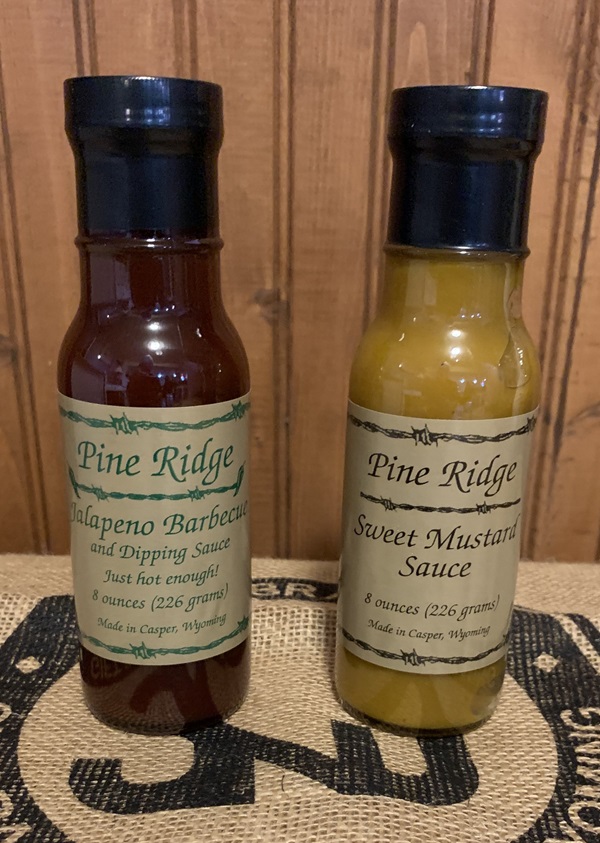 Pine Ridge
Jalapeno Barbecue
and Dipping Sauce
Just hot enough!
8 ounces (226 grams)
Made in Casper, Wyoming
Pine Ridge
Sweet Mustard
Sauce
8 ounces (226 grams)
Made in Casper, Wyoming